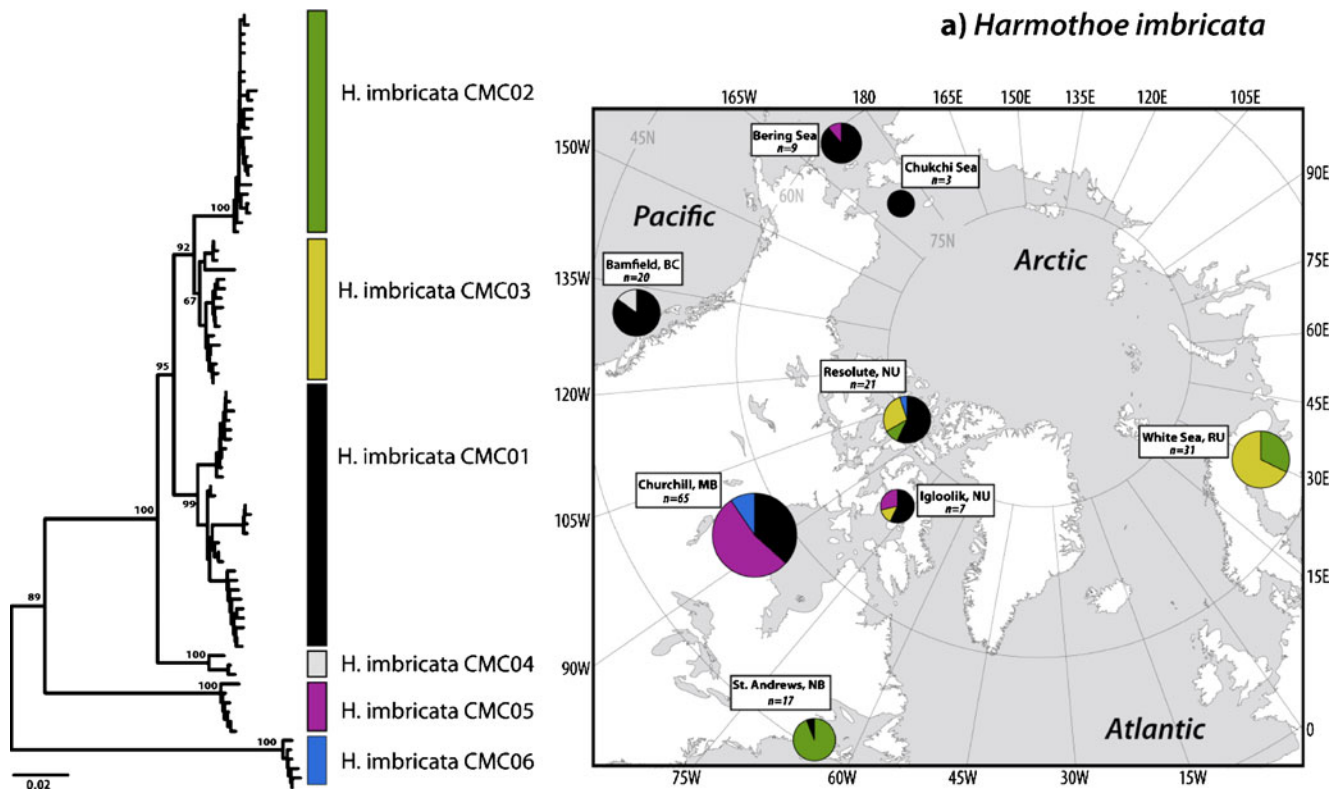 a) Harmothoe imbricata
H. imbricata CMC02
H. imbricata CMC03
H. imbricata CMC01
H. imbricata CMC04
H. imbricata CMC05
H. imbricata CMC06
100
92
67
95
99
100
100
89
100
100
0.02
165W
180
165E
150E
135E
120E
105E
150W
135W
120W
105W
90W
90E
75E
60E
45E
30E
15E
0
75W
60W
45W
30W
15W
45N
60N
75N
Pacific
Arctic
Atlantic
Bering Sea
n=9
Chukchi Sea
n=3
Bamfield, BC
n=20
Resolute, NU
n=21
White Sea, RU
n=31
Churchill, MB
n=65
Igloolik, NU
n=7
St. Andrews, NB
n=17